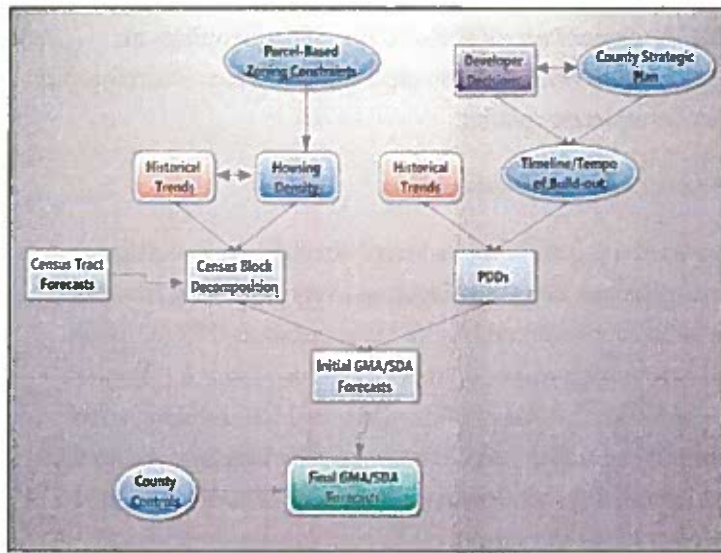 Parcel-Based
Zoning Constraints
Developer
Decisions
County Strategic
Plan
Historical
Trends
Housing
Density
Historical
Trends
Timeline/Tempo
of Build-out
Census Tract
Forecasts
Census Block
Decomposition
PDDs
Initial GMA/SDA
Forecasts
County
Controls
Final GMA/SDA
Forecasts